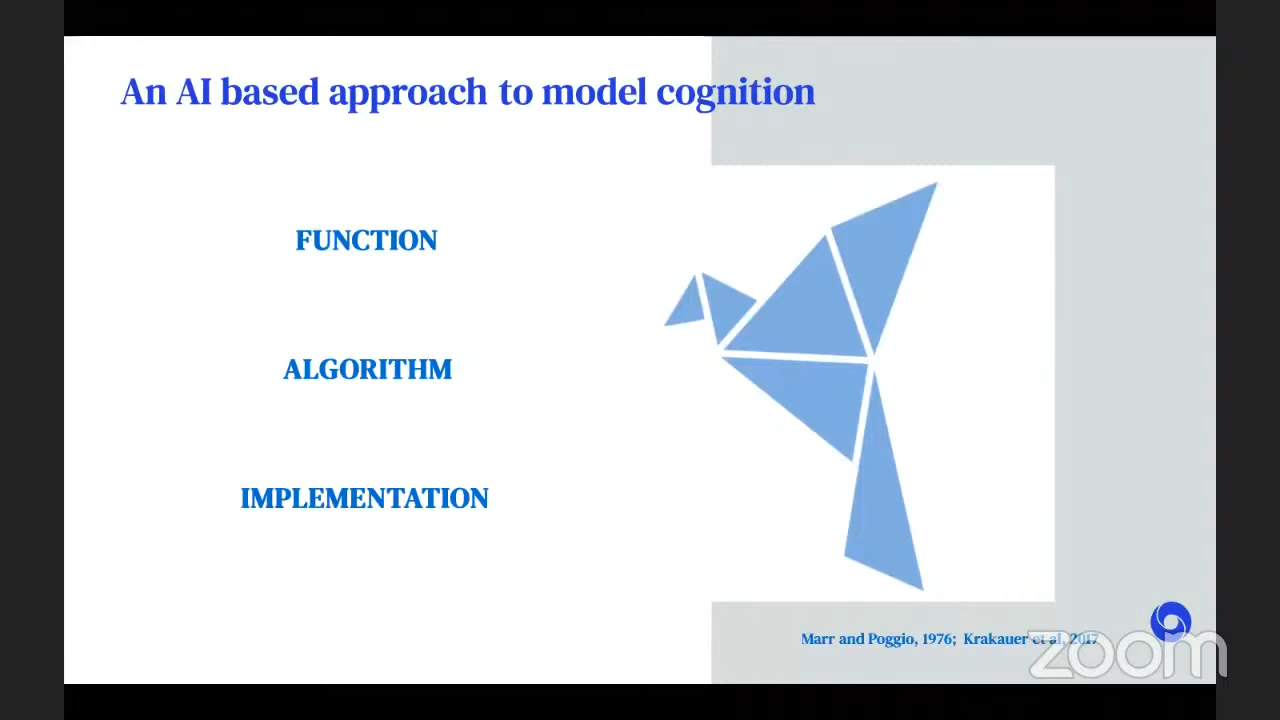 An AI based approach to model cognition
FUNCTION
ALGORITHM
IMPLEMENTATION
Marr and Poggio, 1976; Krakauer et al, 2017
zoom